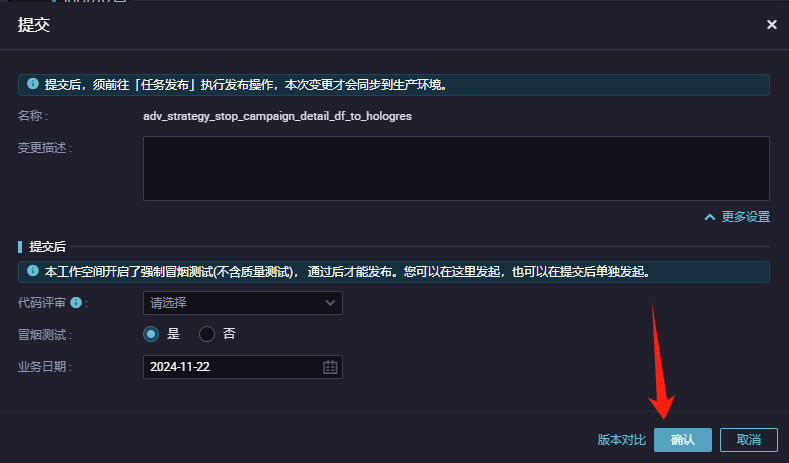 提交
提交后，须前往「任务发布」执行发布操作，本次变更才会同步到生产环境。
名称：
adv_strategy_stop_campaign_detail_df_to_hologres
变更描述：
更多设置
提交后
本工作空间开启了强制冒烟测试(不含质量测试)， 通过后才能发布。您可以在这里发起，也可以在提交后单独发起。
代码评审 ：
请选择
冒烟测试：
是 否
业务日期：
2024-11-22
版本对比 确认 取消